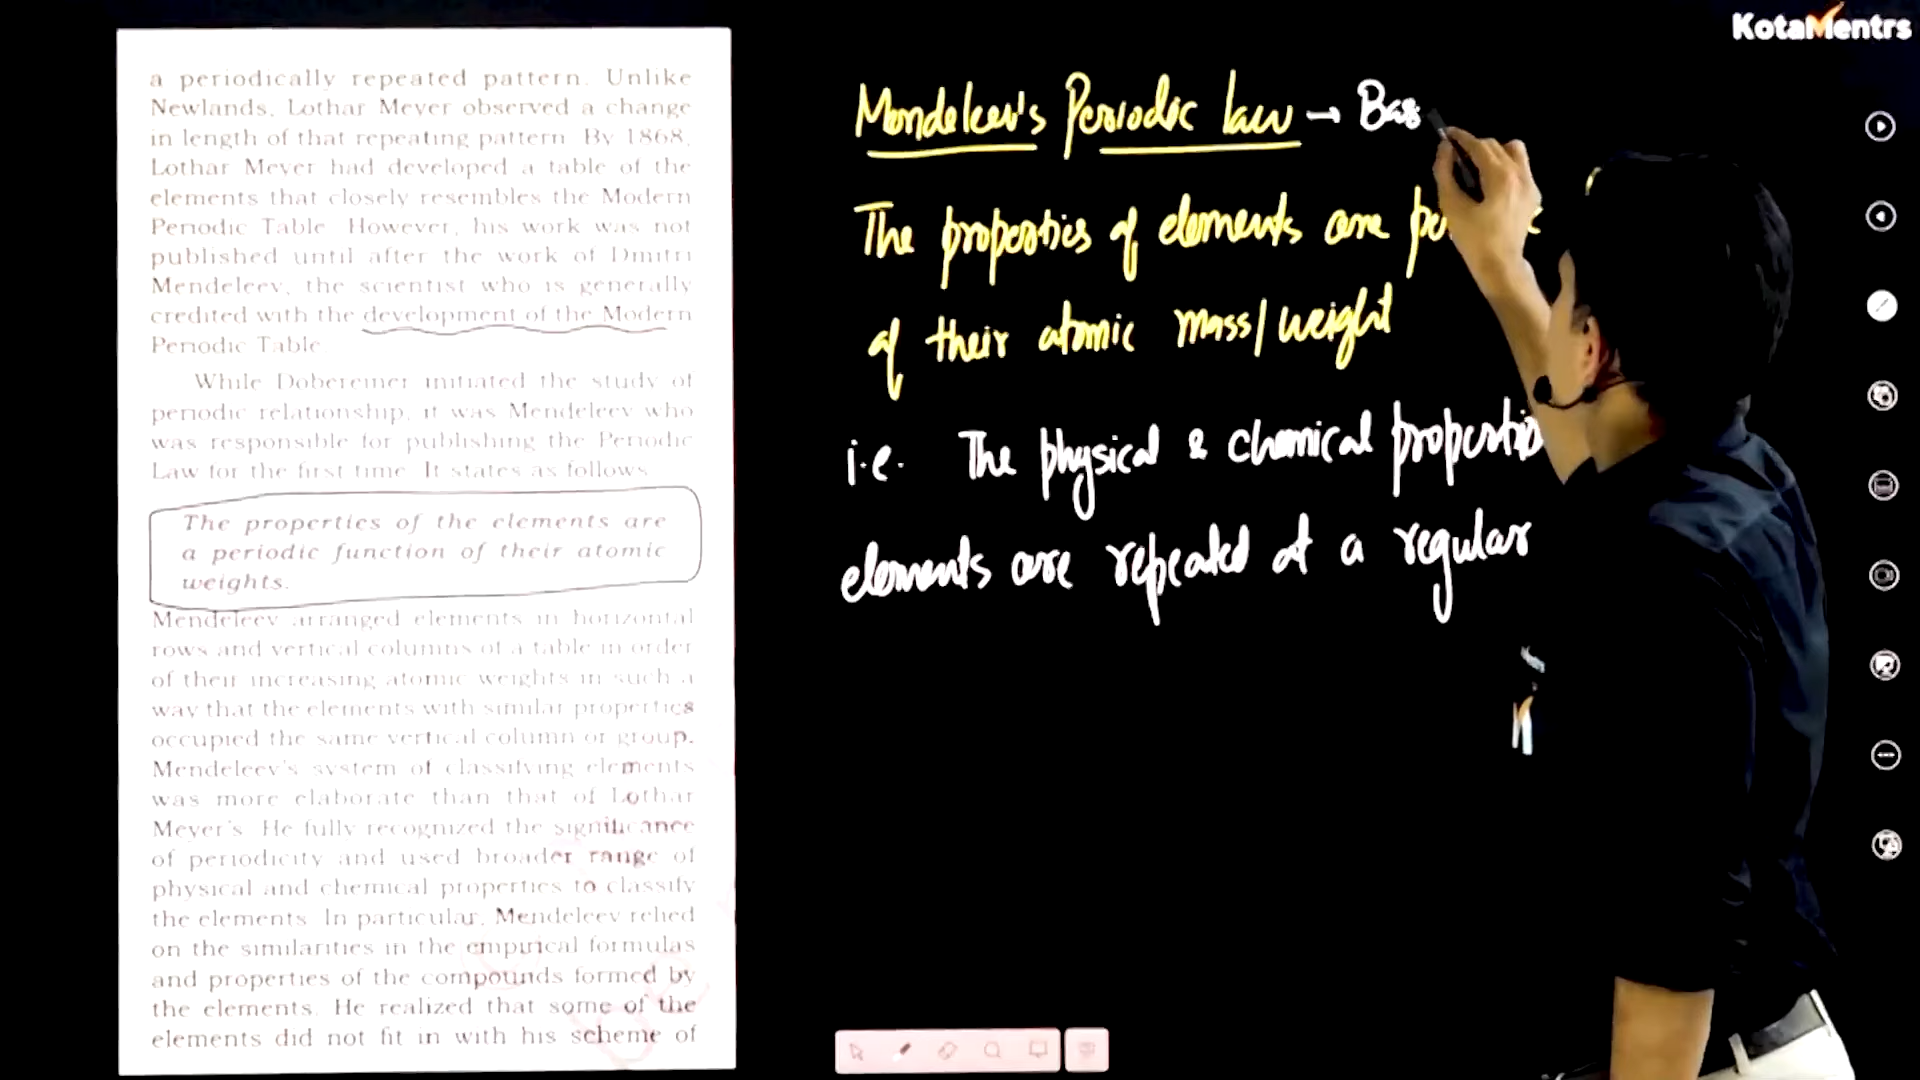 KotaMentrs
a periodically repeated pattern. Unlike
Newlands, Lothar Meyer observed a change
in length of that repeating pattern. By 1868,
Lothar Meyer had developed a table of the
elements that closely resembles the Modern
Periodic Table. However, his work was not
published until after the work of Dmitri
Mendeleev, the scientist who is generally
credited with the development of the Modern
Periodic Table.
While Dobereiner initiated the study of
periodic relationship, it was Mendeleev who
was responsible for publishing the Periodic
Law for the first time. It states as follows
The properties of the elements are
a periodic function of their atomic
weights.
Mendeleev arranged elements in horizontal
rows and vertical columns of a table in order
of their increasing atomic weights in such a
way that the elements with similar properties
occupied the same vertical column or group.
Mendeleev's system of classifying elements
was more elaborate than that of Lothar
Meyer's. He fully recognized the significance
of periodicity and used broader range of
physical and chemical properties to classify
the elements. In particular, Mendeleev relied
on the similarities in the empirical formulas
and properties of the compounds formed by
the elements. He realized that some of the
elements did not fit in with his scheme of
Mendeleev's Periodic law → Bas
The properties of elements are
of their atomic mass/weight
i.e. The physical & chemical
elements are repeated at a regular